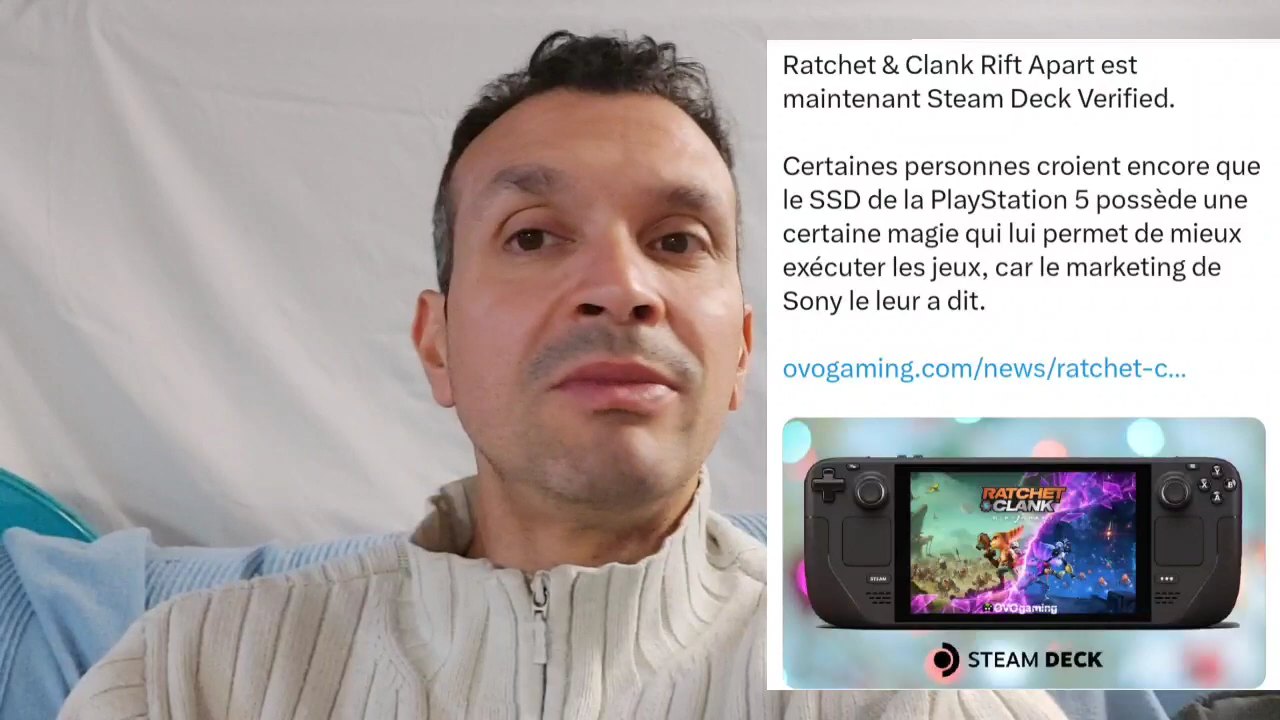 Ratchet & Clank Rift Apart est
maintenant Steam Deck Verified.
Certaines personnes croient encore que
le SSD de la PlayStation 5 possède une
certaine magie qui lui permet de mieux
exécuter les jeux, car le marketing de
Sony le leur a dit.
ovogaming.com/news/ratchet-c...
RATCHET
CLANK
OVOgaming
STEAM
STEAM DECK